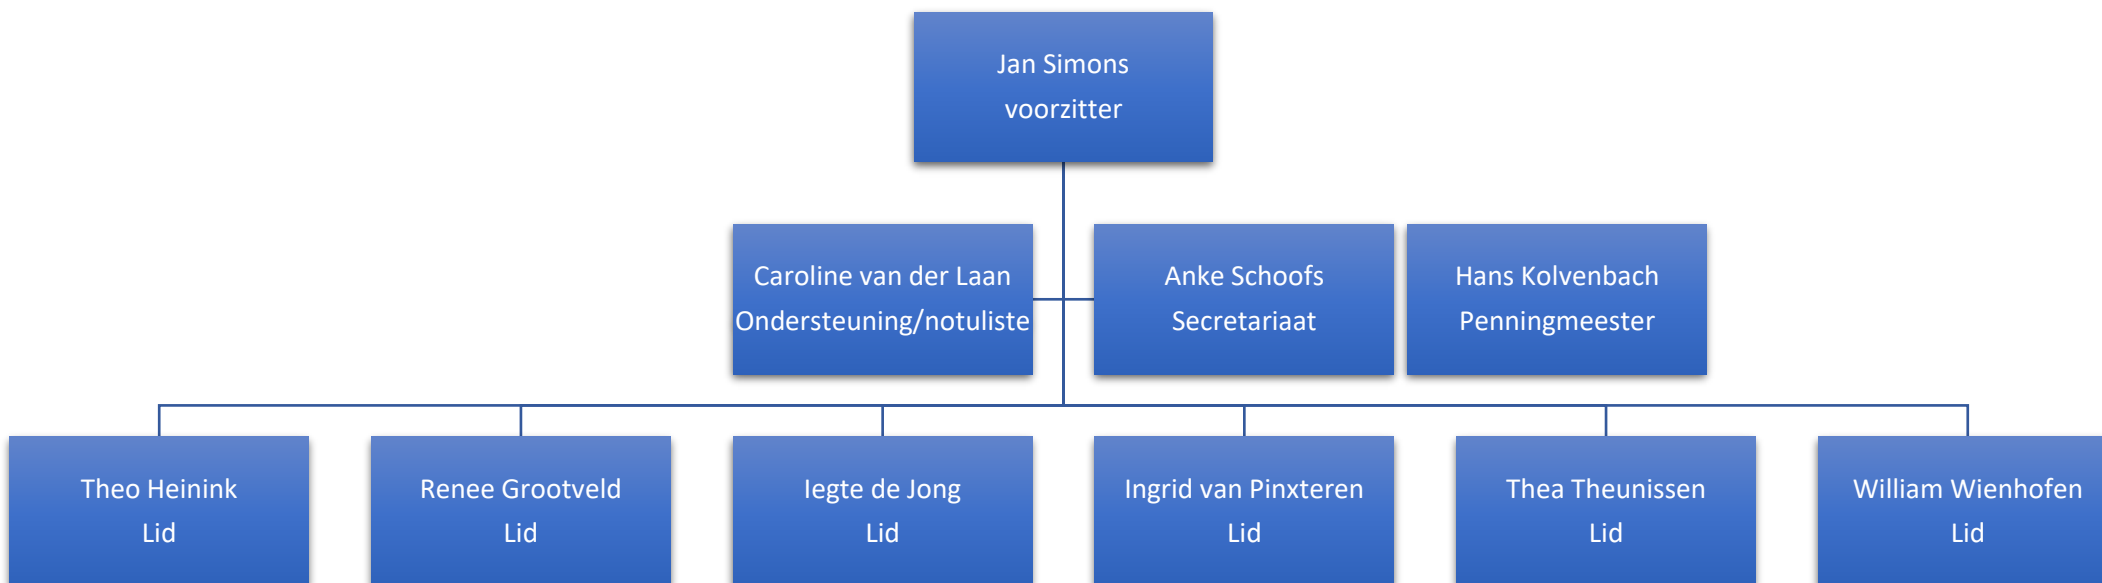 Jan Simons
voorzitter
Caroline van der Laan
Ondersteuning/notuliste
Anke Schoofs
Secretariaat
Hans Kolvenbach
Penningmeester
Theo Heinink
Lid
Renee Grootveld
Lid
Iegte de Jong
Lid
Ingrid van Pinxteren
Lid
Thea Theunissen
Lid
William Wienhofen
Lid